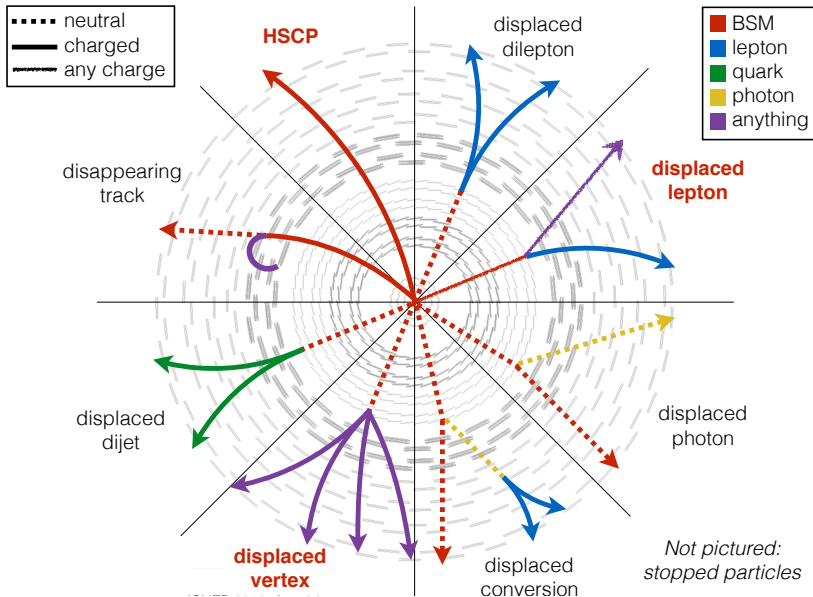 neutral
charged
any charge
HSCP
displaced
dilepton
BSM
lepton
quark
photon
anything
disappearing
track
displaced
lepton
displaced
dijet
displaced
photon
displaced
vertex
displaced
conversion
Not pictured:
stopped particles